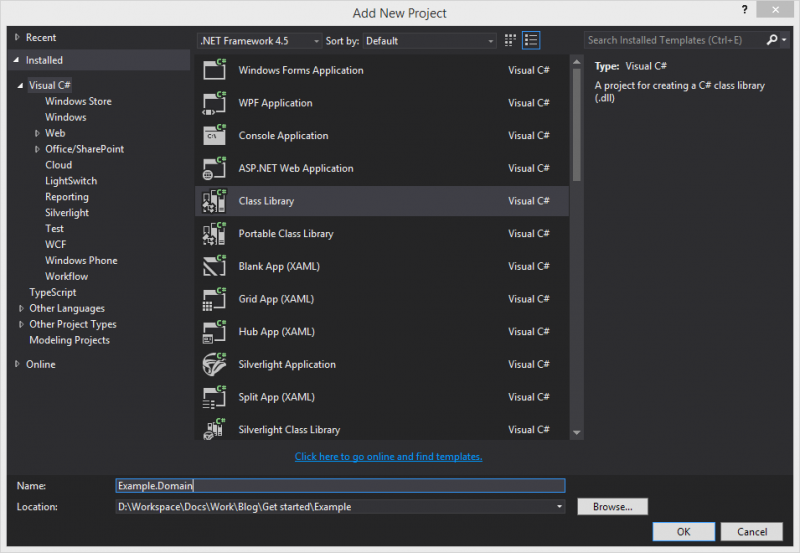 Add New Project
?
Recent
Installed
Visual C#
Windows Store
Windows
Web
Office/SharePoint
Cloud
LightSwitch
Reporting
Silverlight
Test
WCF
Windows Phone
Workflow
TypeScript
Other Languages
Other Project Types
Modeling Projects
Online
.NET Framework 4.5 Sort by: Default
Windows Forms Application Visual C#
WPF Application Visual C#
Console Application Visual C#
ASP.NET Web Application Visual C#
Class Library Visual C#
Portable Class Library Visual C#
Blank App (XAML) Visual C#
Grid App (XAML) Visual C#
Hub App (XAML) Visual C#
Silverlight Application Visual C#
Split App (XAML) Visual C#
Silverlight Class Library Visual C#
Click here to go online and find templates.
Search Installed Templates (Ctrl+E)
Type: Visual C#
A project for creating a C# class library
(.dll)
Name: Example.Domain
Location: D:\Workspace\Docs\Work\Blog\Get started\Example Browse...
OK Cancel